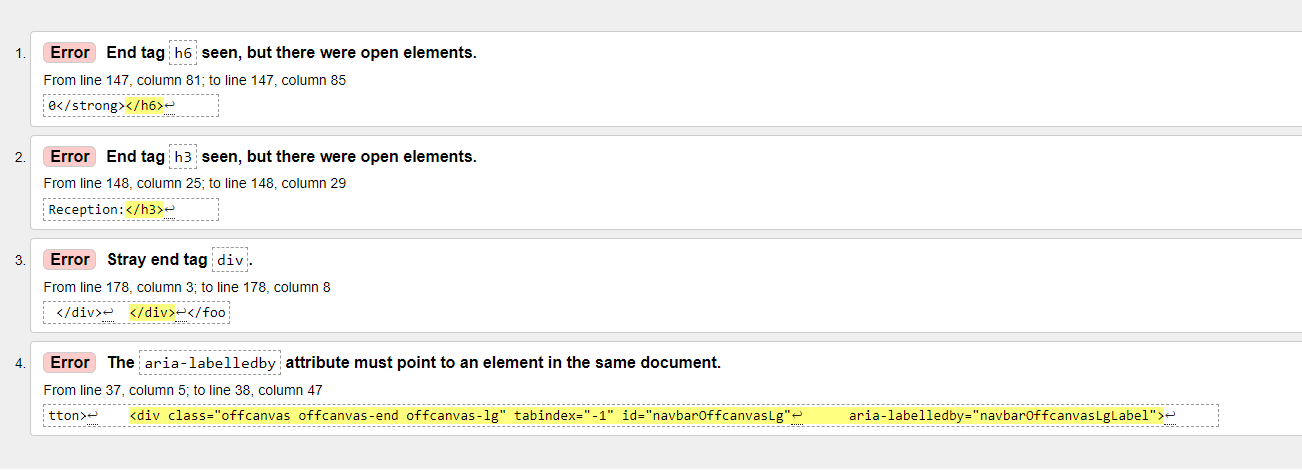 1. Error End tag h6 seen, but there were open elements.
From line 147, column 81; to line 147, column 85
0</strong></h6>↩
2. Error End tag h3 seen, but there were open elements.
From line 148, column 25; to line 148, column 29
Reception:</h3>↩
3. Error Stray end tag div.
From line 178, column 3; to line 178, column 8
</div>↩ </div>↩</foo
4. Error The aria-labelledby attribute must point to an element in the same document.
From line 37, column 5; to line 38, column 47
tton>↩ <div class="offcanvas offcanvas-end offcanvas-lg" tabindex="-1" id="navbarOffcanvasLg"↩ aria-labelledby="navbarOffcanvasLgLabel">↩